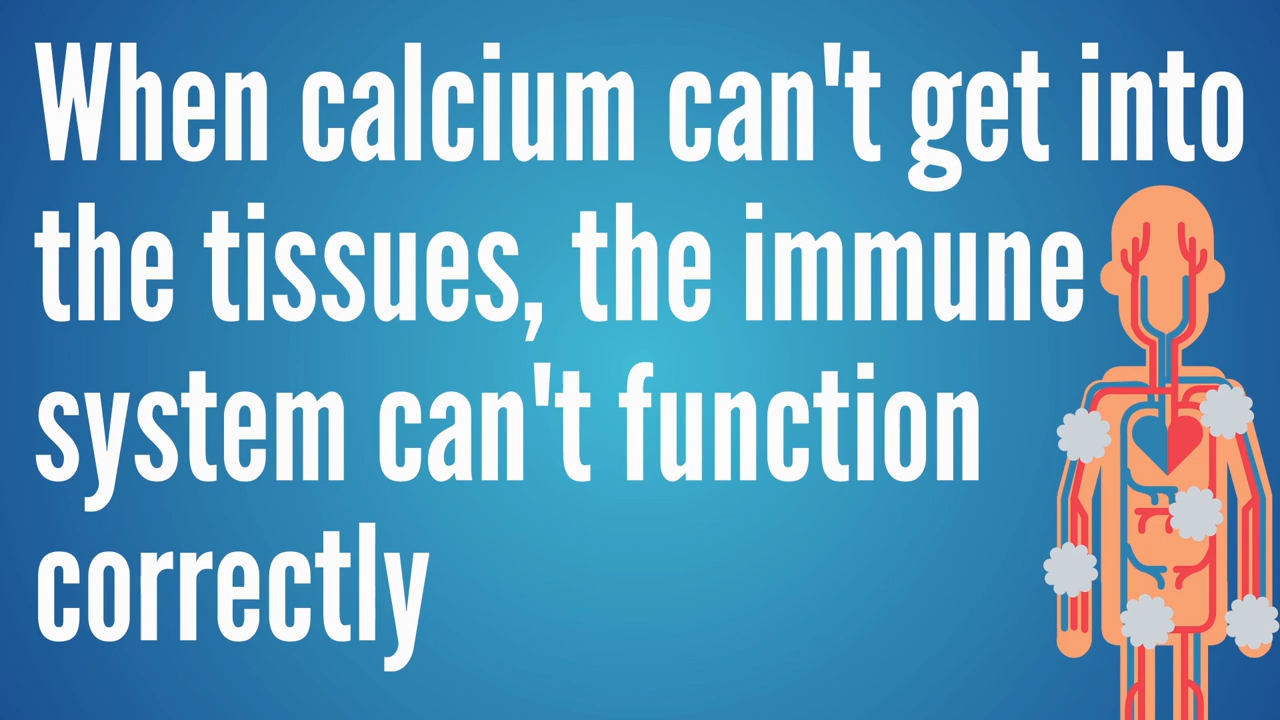 When calcium can't get into
the tissues, the immune
system can't function
correctly